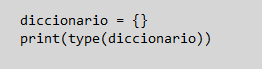 diccionario = {}
print(type(diccionario))